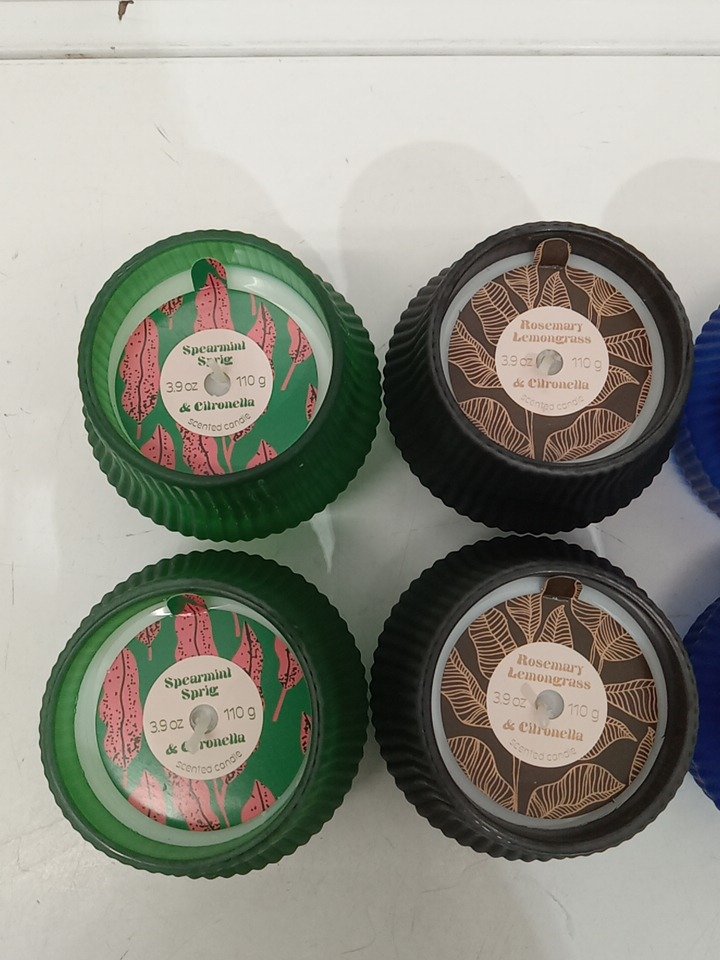 Spearmint
Sprig
3.9 oz 110 g
& Citronella
scented candle
Rosemary
Lemongrass
3.9 oz 110 g
& Citronella
scented candle
Spearmint
Sprig
3.9 oz 110 g
& Citronella
scented candle
Rosemary
Lemongrass
3.9 oz 110 g
& Citronella
scented candle